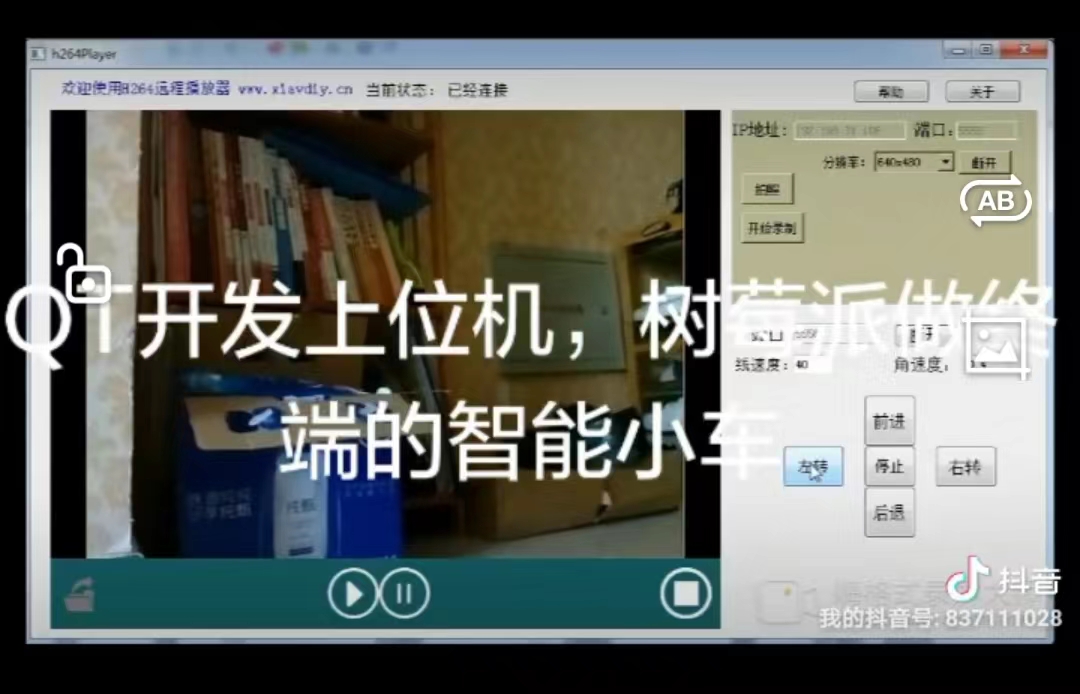 h264Player
欢迎使用H264远程播放器 www.xiavdiy.cn 当前状态： 已经连接
帮助
关于
IP地址：
端口：
分辨率： 640x480
断开
拍照
开始录制
AB
QT开发上位机，树莓派做终
端的智能小车
线速度： 40
角速度：
前进
左转
停止
右转
后退
抖音
我的抖音号: 837111028